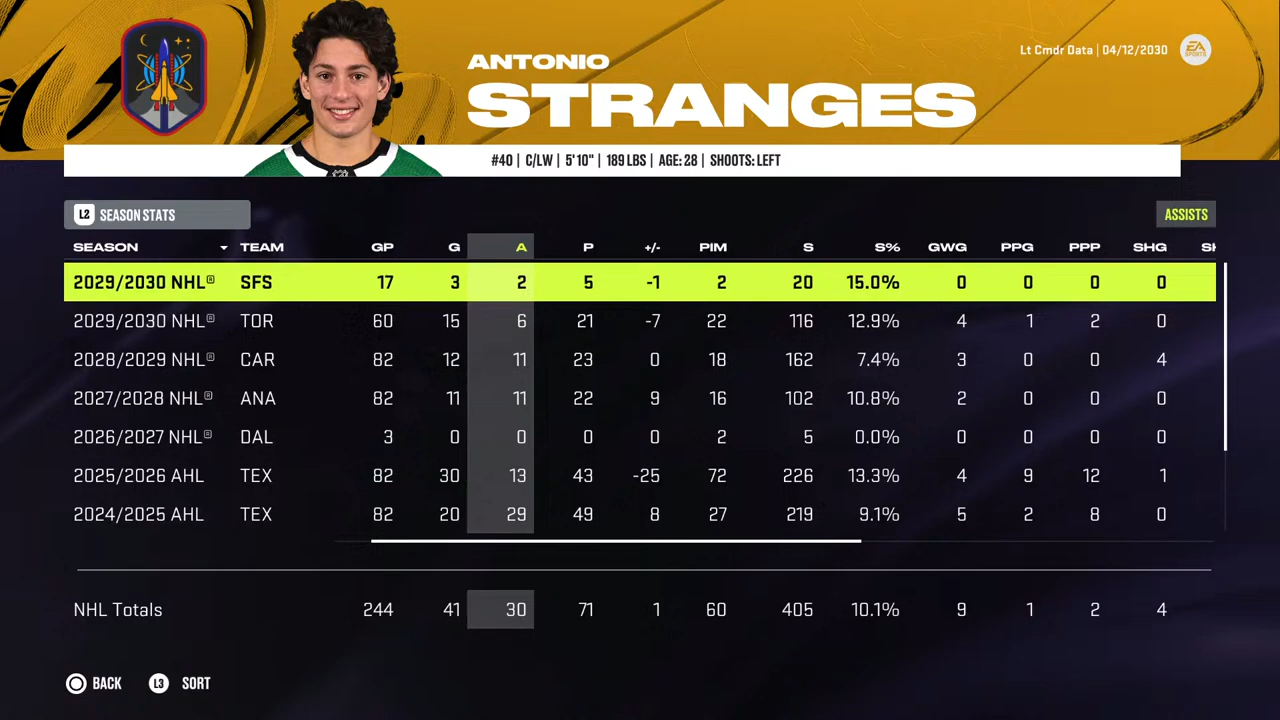 Lt Cmdr Data | 04/12/2030
EA SPORTS
ANTONIO
STRANGES
#40 | C/LW | 5'10" | 189 LBS | AGE: 28 | SHOOTS: LEFT
L2 SEASON STATS
ASSISTS
SEASON TEAM GP G A P +/- PIM S S% GWG PPG PPP SHG
2029/2030 NHL® SFS 17 3 2 5 -1 2 20 15.0% 0 0 0 0
2029/2030 NHL® TOR 60 15 6 21 -7 22 116 12.9% 4 1 2 0
2028/2029 NHL® CAR 82 12 11 23 0 18 162 7.4% 3 0 0 4
2027/2028 NHL® ANA 82 11 11 22 9 16 102 10.8% 2 0 0 0
2026/2027 NHL® DAL 3 0 0 0 0 2 5 0.0% 0 0 0 0
2025/2026 AHL TEX 82 30 13 43 -25 72 226 13.3% 4 9 12 1
2024/2025 AHL TEX 82 20 29 49 8 27 219 9.1% 5 2 8 0
NHL Totals 244 41 30 71 1 60 405 10.1% 9 1 2 4
BACK L3 SORT